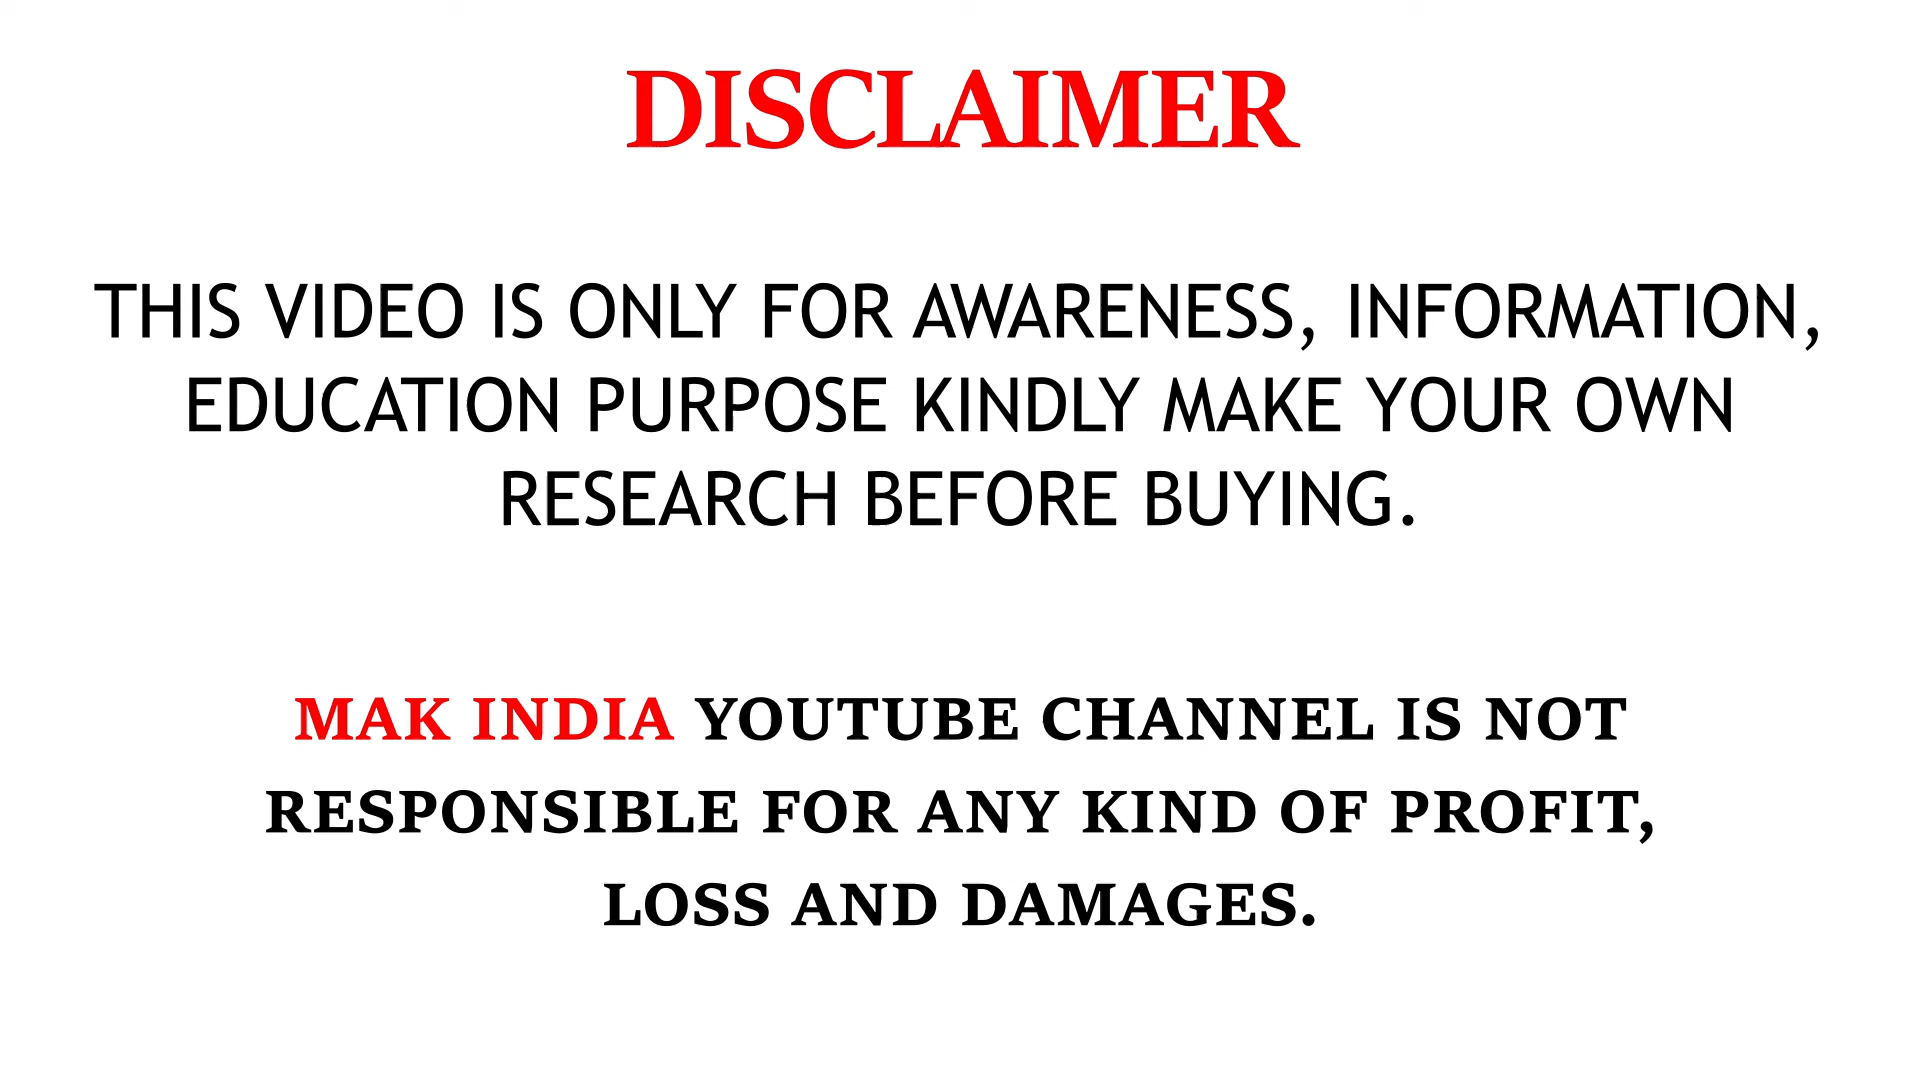 DISCLAIMER
THIS VIDEO IS ONLY FOR AWARENESS, INFORMATION,
EDUCATION PURPOSE KINDLY MAKE YOUR OWN
RESEARCH BEFORE BUYING.
MAK INDIA YOUTUBE CHANNEL IS NOT
RESPONSIBLE FOR ANY KIND OF PROFIT,
LOSS AND DAMAGES.